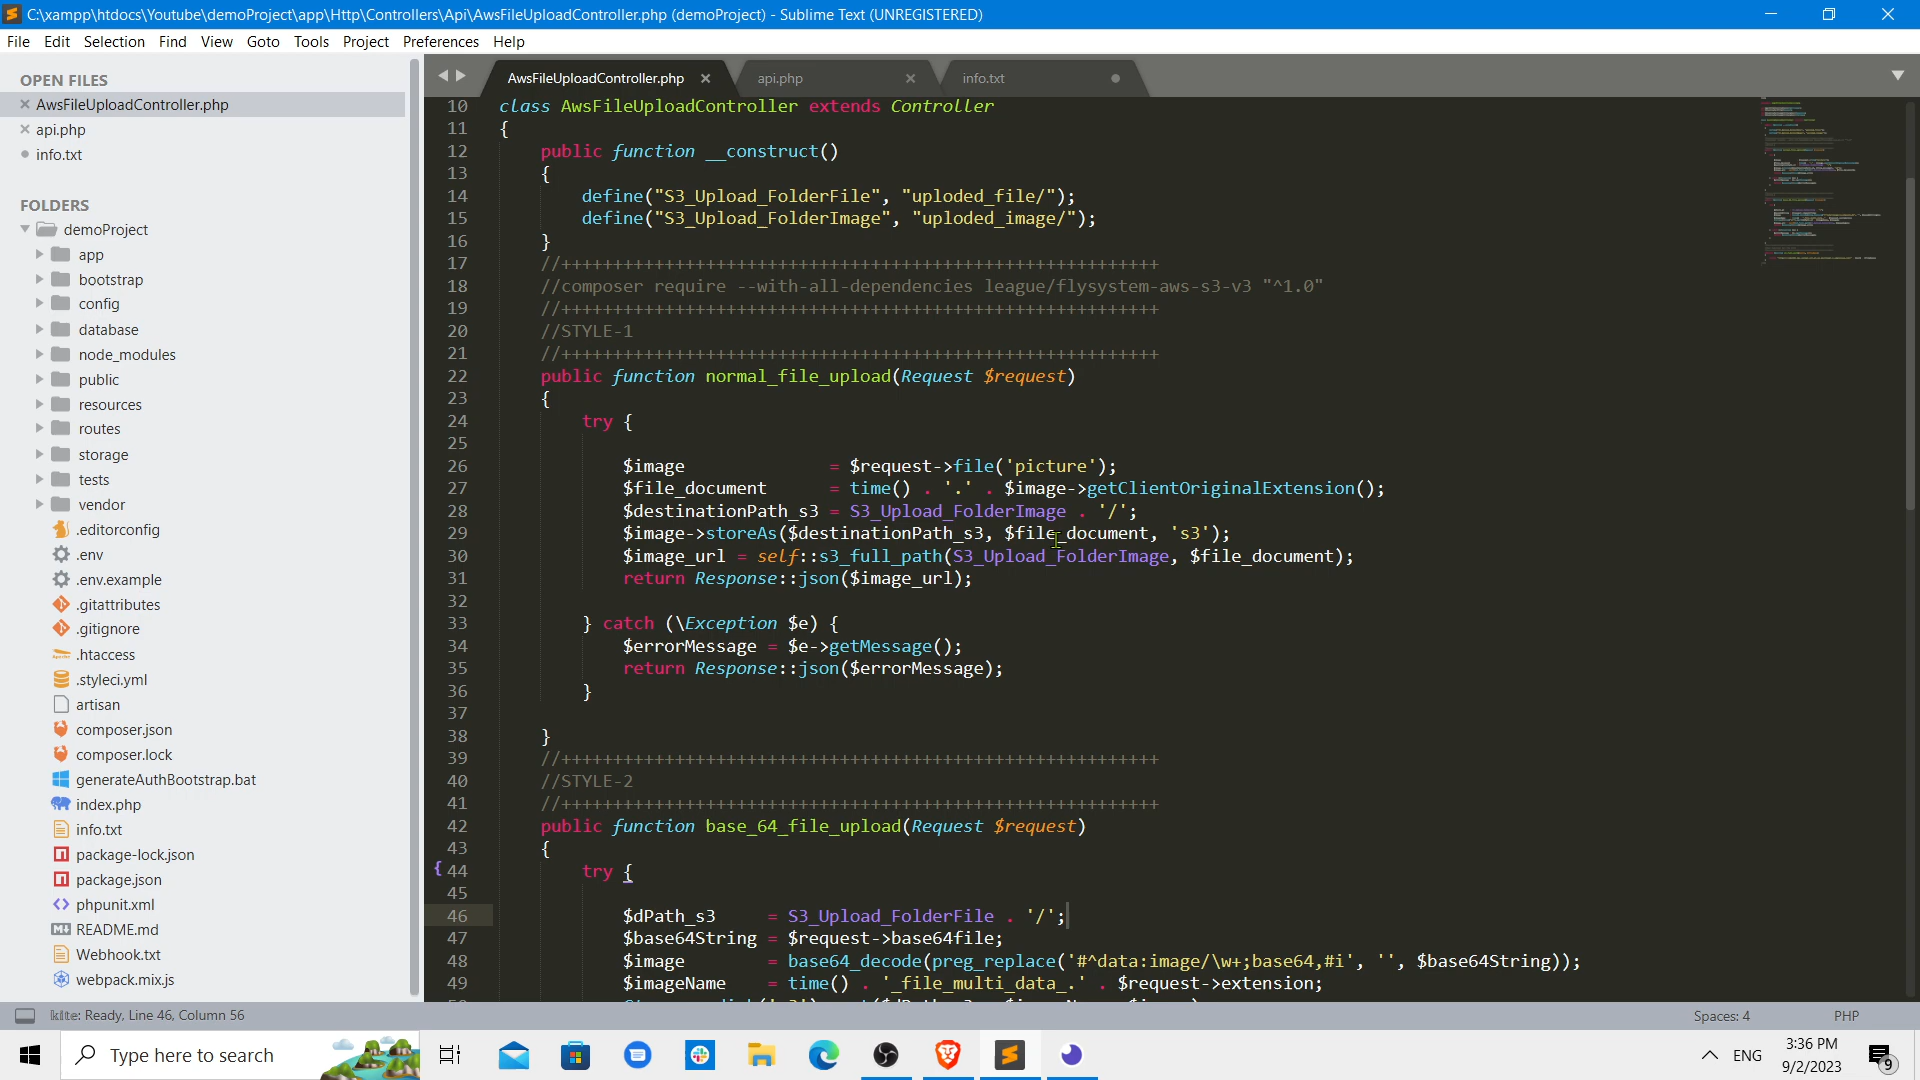 C:\xampp\htdocs\Youtube\demoProject\app\Http\Controllers\Api\AwsFileUploadController.php (demoProject) - Sublime Text (UNREGISTERED)
File Edit Selection Find View Goto Tools Project Preferences Help
OPEN FILES
AwsFileUploadController.php
api.php
info.txt
FOLDERS
demoProject
app
bootstrap
config
database
node_modules
public
resources
routes
storage
tests
vendor
.editorconfig
.env
.env.example
.gitattributes
.gitignore
.htaccess
.styleci.yml
artisan
composer.json
composer.lock
generateAuthBootstrap.bat
index.php
info.txt
package-lock.json
package.json
phpunit.xml
README.md
Webhook.txt
webpack.mix.js
AwsFileUploadController.php api.php info.txt
10 class AwsFileUploadController extends Controller
11 {
12 public function __construct()
13 {
14 define("S3_Upload_FolderFile", "uploded_file/");
15 define("S3_Upload_FolderImage", "uploded_image/");
16 }
17 //++++++++++++++++++++++++++++++++++++++++++++++++++++++++++
18 //composer require --with-all-dependencies league/flysystem-aws-s3-v3 "^1.0"
19 //++++++++++++++++++++++++++++++++++++++++++++++++++++++++++
20 //STYLE-1
21 //++++++++++++++++++++++++++++++++++++++++++++++++++++++++++
22 public function normal_file_upload(Request $request)
23 {
24 try {
25
26 $image = $request->file('picture');
27 $file_document = time() . '.' . $image->getClientOriginalExtension();
28 $destinationPath_s3 = S3_Upload_FolderImage . '/';
29 $image->storeAs($destinationPath_s3, $file_document, 's3');
30 $image_url = self::s3_full_path(S3_Upload_FolderImage, $file_document);
31 return Response::json($image_url);
32
33 } catch (\Exception $e) {
34 $errorMessage = $e->getMessage();
35 return Response::json($errorMessage);
36 }
37
38 }
39 //++++++++++++++++++++++++++++++++++++++++++++++++++++++++++
40 //STYLE-2
41 //++++++++++++++++++++++++++++++++++++++++++++++++++++++++++
42 public function base_64_file_upload(Request $request)
43 {
44 try {
45
46 $dPath_s3 = S3_Upload_FolderFile . '/';
47 $base64String = $request->base64file;
48 $image = base64_decode(preg_replace('#^data:image/\w+;base64,#i', '', $base64String));
49 $imageName = time() . '_file_multi_data_.' . $request->extension;
kite: Ready, Line 46, Column 56
Spaces: 4
PHP
Type here to search
ENG
3:36 PM
9/2/2023
9